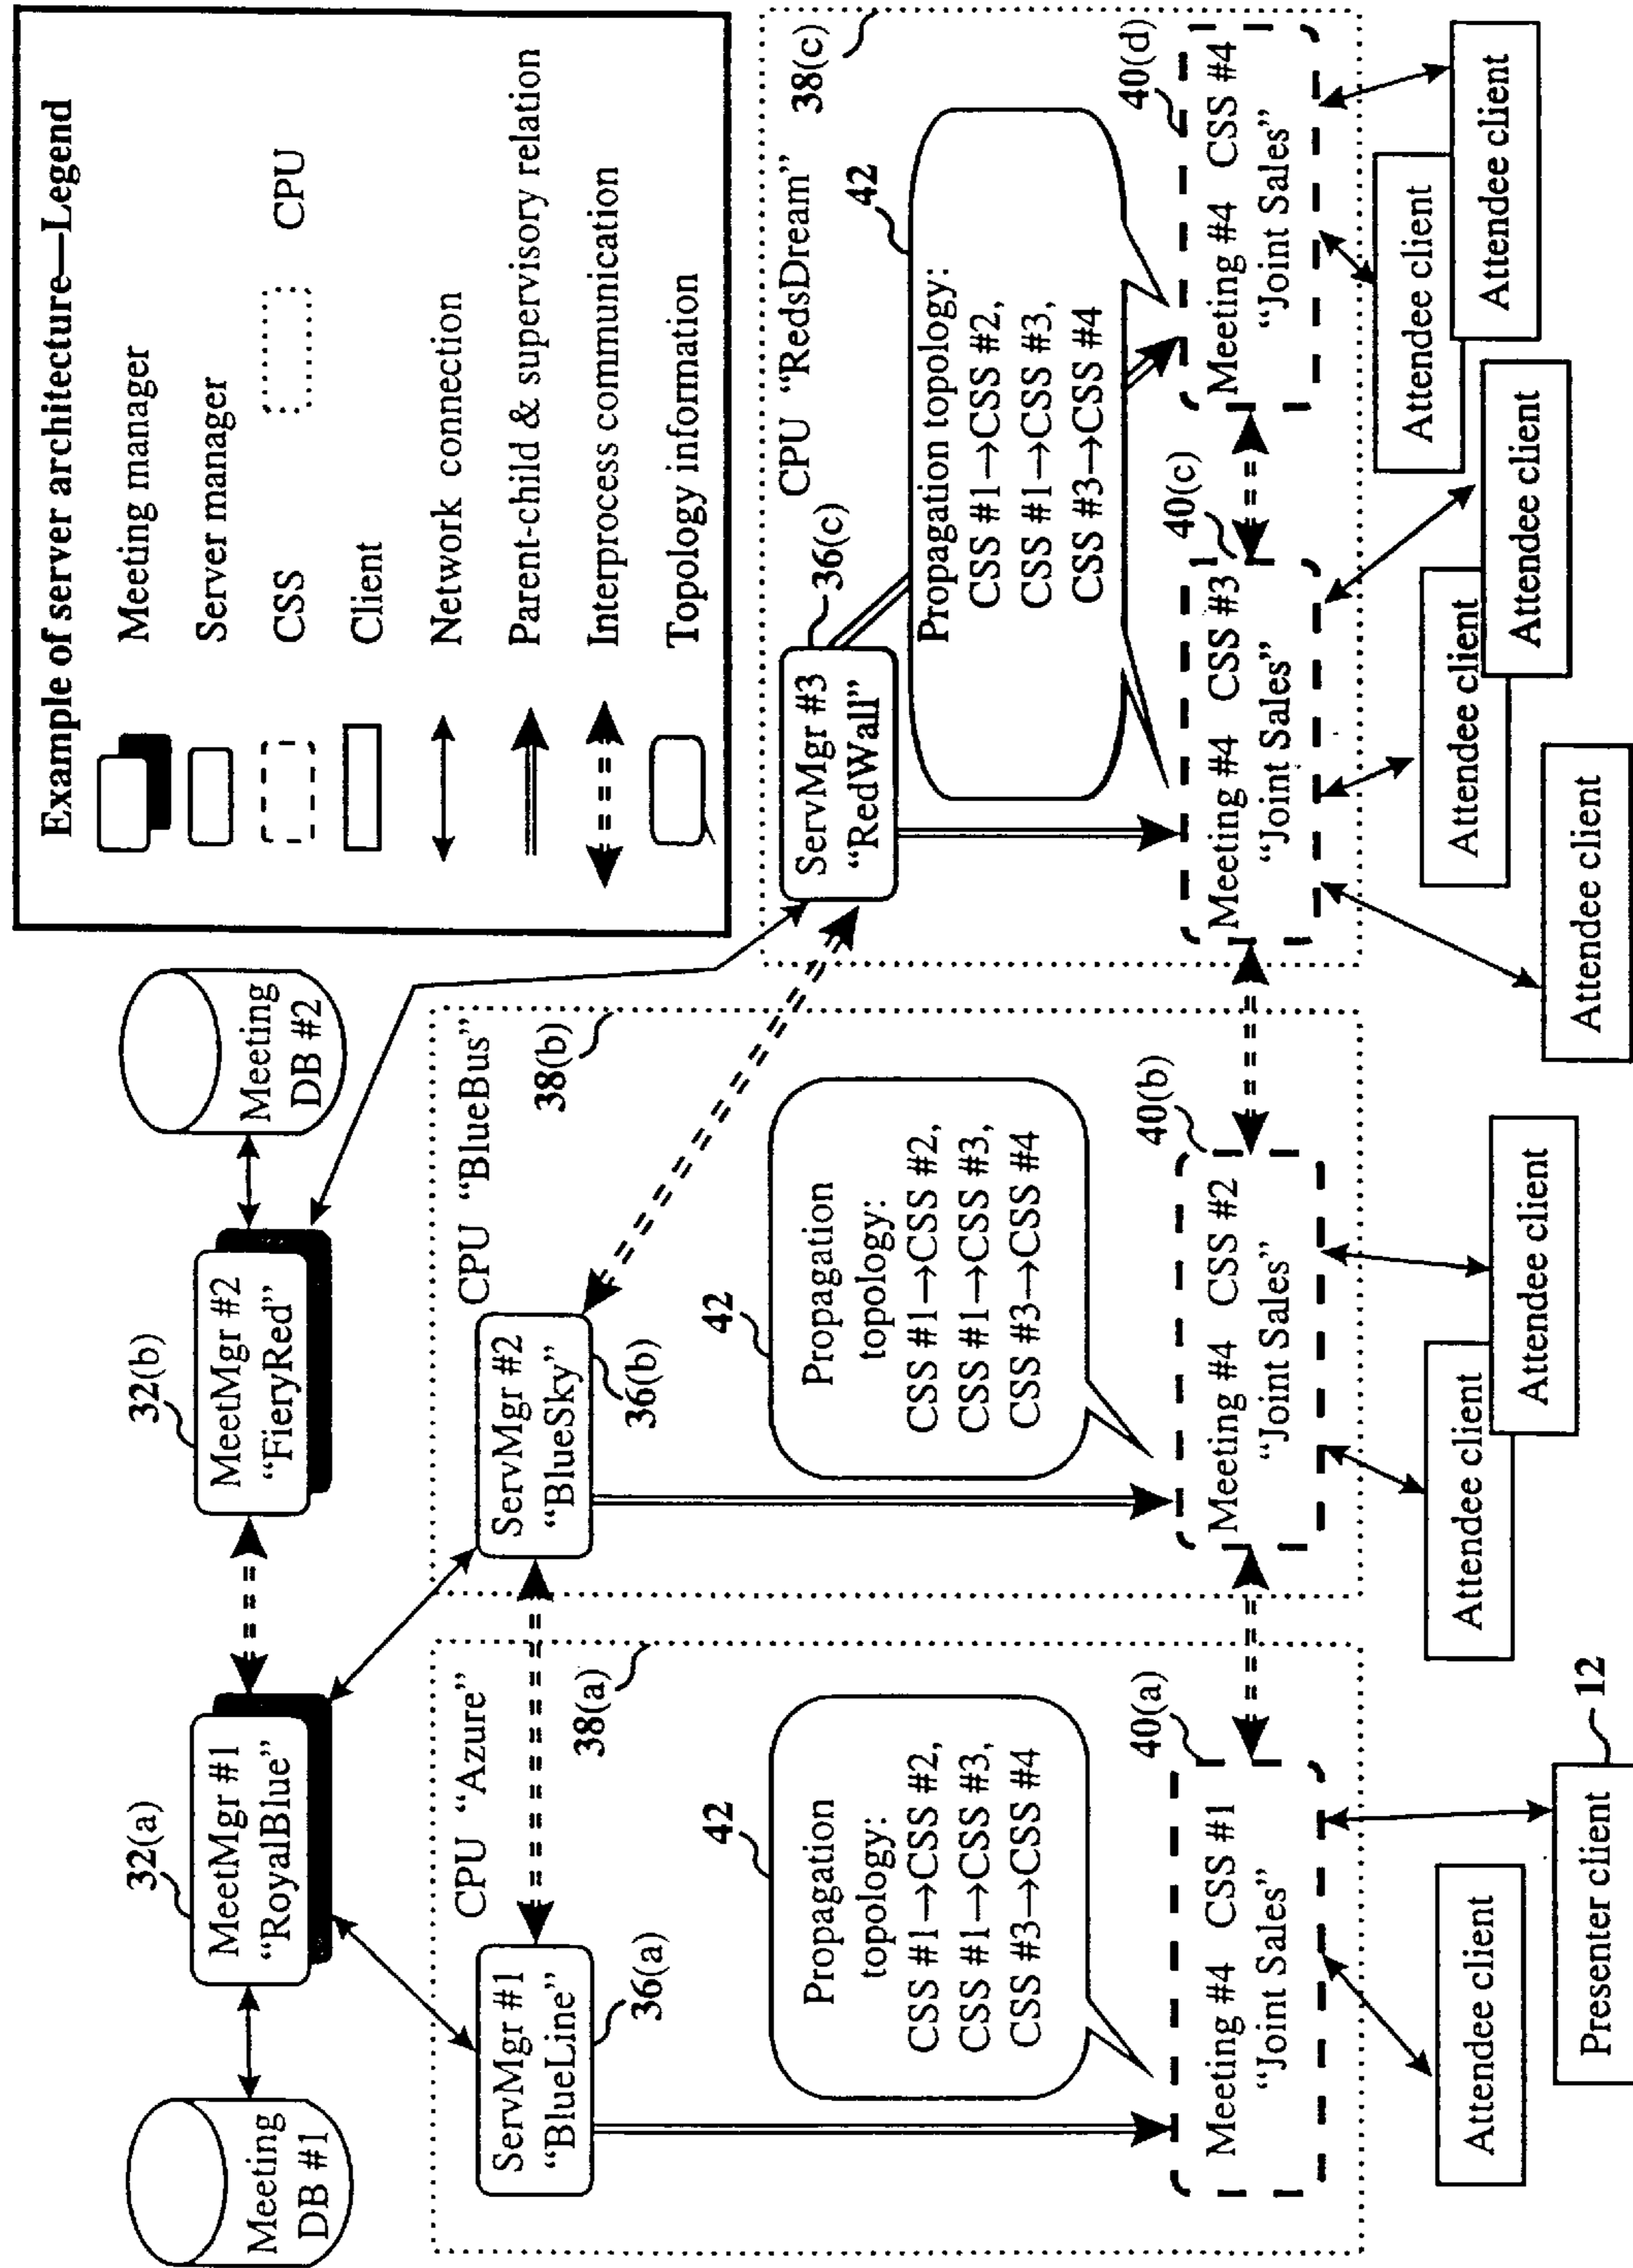 Example of server architecture—Legend
Meeting manager
Server manager
CSS
CPU
Client
Network connection
Parent-child & supervisory relation
Interprocess communication
Topology information
Meeting
DB #1
32(a)
MeetMgr #1
“RoyalBlue”
32(b)
MeetMgr #2
“FieryRed”
Meeting
DB #2
CPU “Azure”
ServMgr #1
“BlueLine”
36(a)
38(a)
42
Propagation
topology:
CSS #1→CSS #2,
CSS #1→CSS #3,
CSS #3→CSS #4
40(a)
Meeting #4 CSS #1
“Joint Sales”
Attendee client
Presenter client
12
CPU “BlueBus”
ServMgr #2
“BlueSky”
36(b)
38(b)
42
Propagation
topology:
CSS #1→CSS #2,
CSS #1→CSS #3,
CSS #3→CSS #4
40(b)
Meeting #4 CSS #2
“Joint Sales”
Attendee client
Attendee client
CPU “RedsDream”
38(c)
ServMgr #3
“RedWall”
36(c)
42
Propagation topology:
CSS #1→CSS #2,
CSS #1→CSS #3,
CSS #3→CSS #4
40(c)
Meeting #4 CSS #3
“Joint Sales”
40(d)
Meeting #4 CSS #4
“Joint Sales”
Attendee client
Attendee client
Attendee client
Attendee client
Attendee client